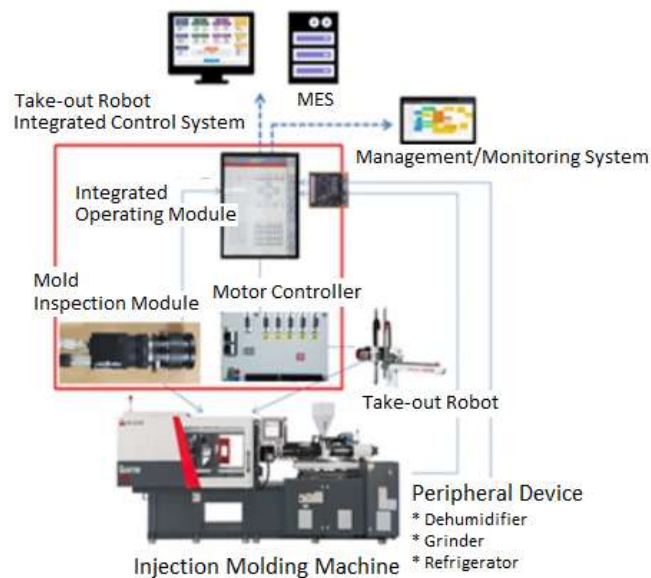 Take-out Robot
Integrated Control System
MES
Management/Monitoring System
Integrated
Operating Module
Mold
Inspection Module
Motor Controller
Take-out Robot
Peripheral Device
* Dehumidifier
* Grinder
* Refrigerator
Injection Molding Machine